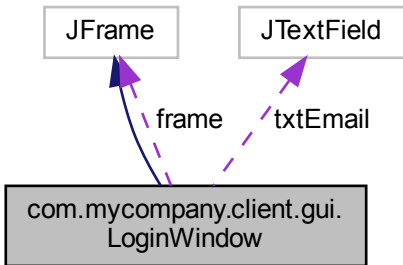 JFrame
JTextField
frame
txtEmail
com.mycompany.client.gui.
LoginWindow